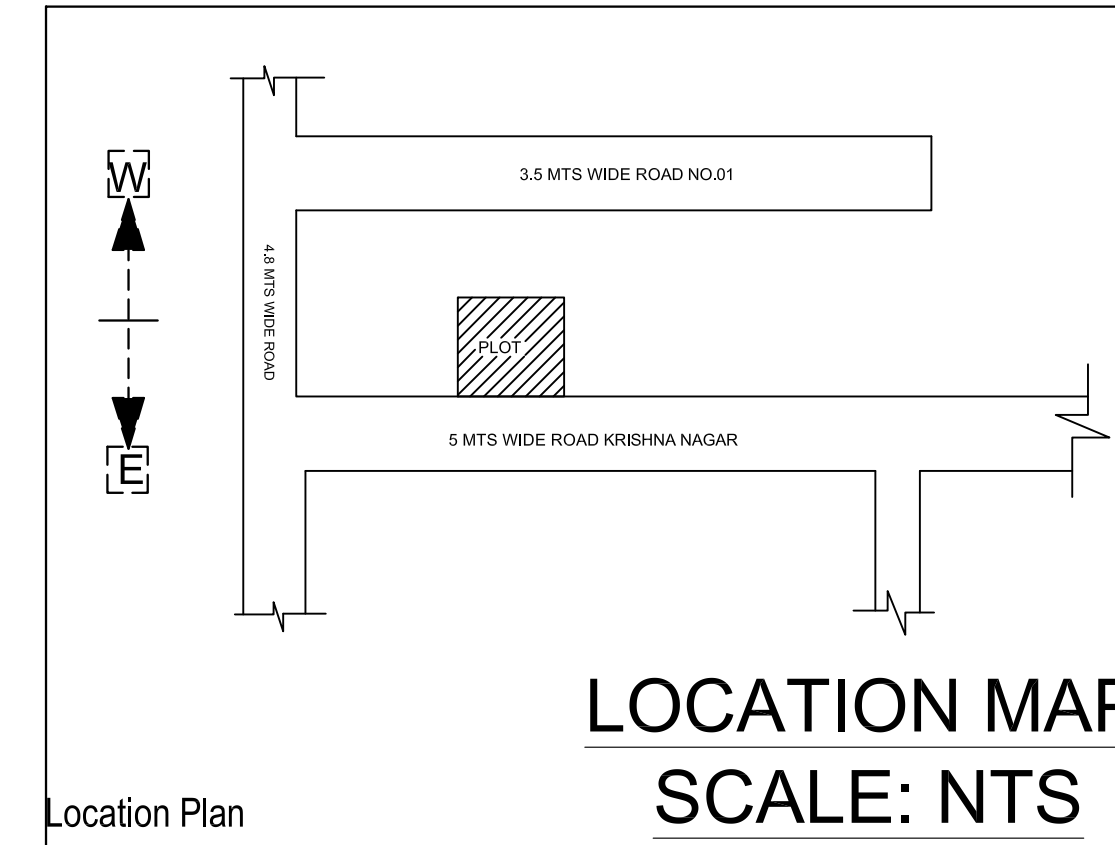 W
3.5 MTS WIDE ROAD NO.01
4.8 MTS WIDE ROAD
PLOT
5 MTS WIDE ROAD KRISHNA NAGAR
E
LOCATION MAP
SCALE: NTS
Location Plan